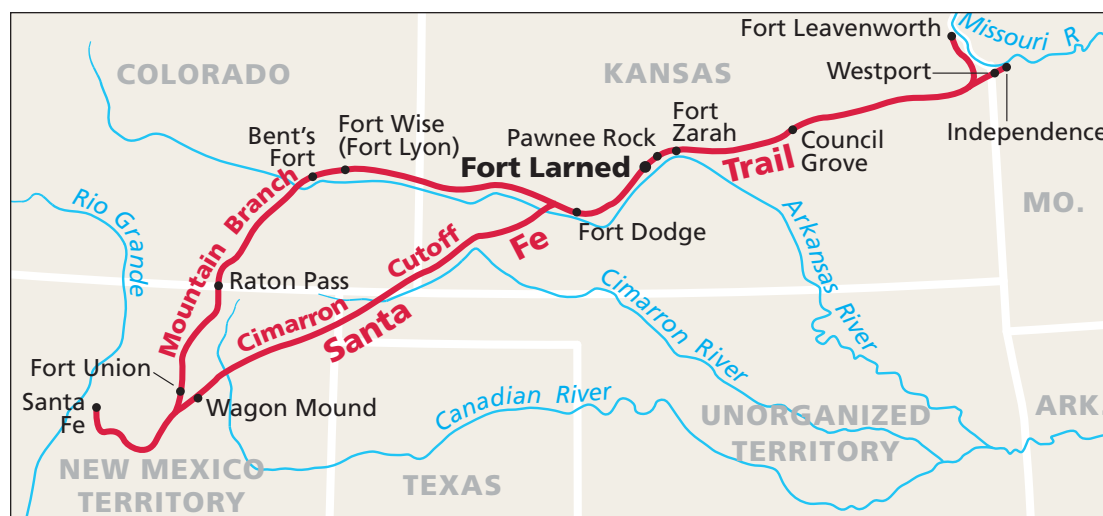 Fort Leavenworth
Missouri R
COLORADO
KANSAS
Westport
Independence
Fort Wise
(Fort Lyon)
Bent's
Fort
Pawnee Rock
Fort
Zarah
Fort Larned
Council
Grove
Trail
MO.
Rio Grande
Mountain Branch
Fort Dodge
Arkansas River
Cutoff
Fe
Raton Pass
Cimarron
Santa
Cimarron River
Fort Union
Santa
Fe
Wagon Mound
Canadian River
UNORGANIZED
TERRITORY
ARK.
NEW MEXICO
TERRITORY
TEXAS